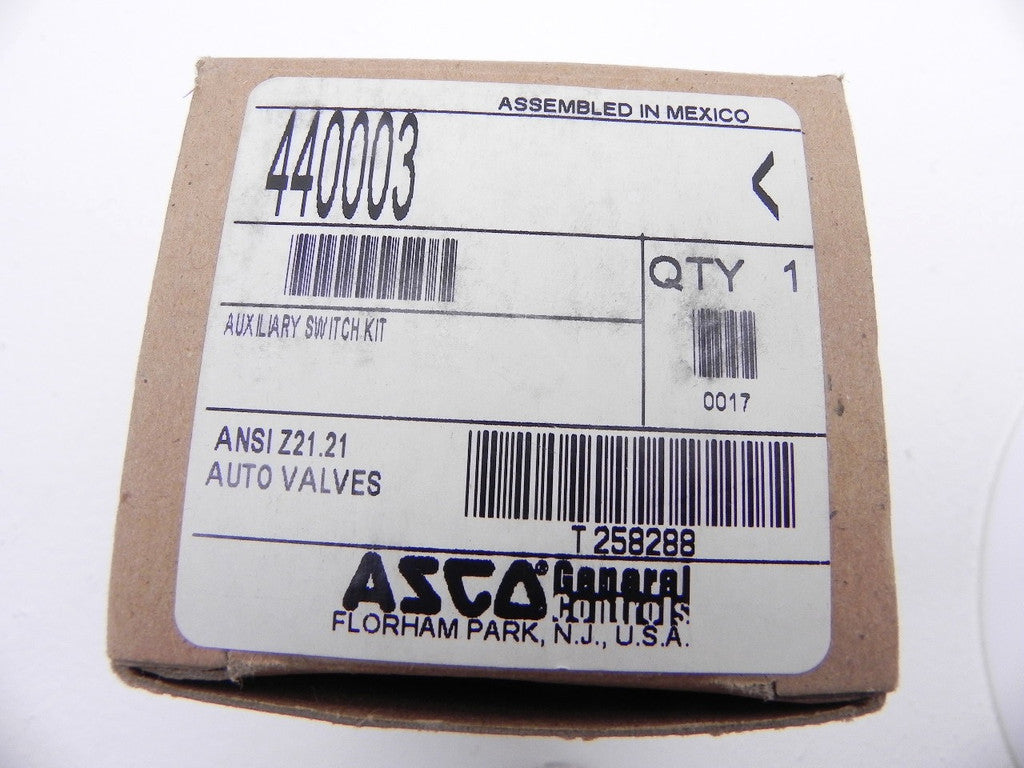 ASSEMBLED IN MEXICO
440003
<
QTY 1
AUXILIARY SWITCH KIT
0017
ANSI Z21.21
AUTO VALVES
T 258288
ASCO® General Controls
FLORHAM PARK, N.J., U.S.A.